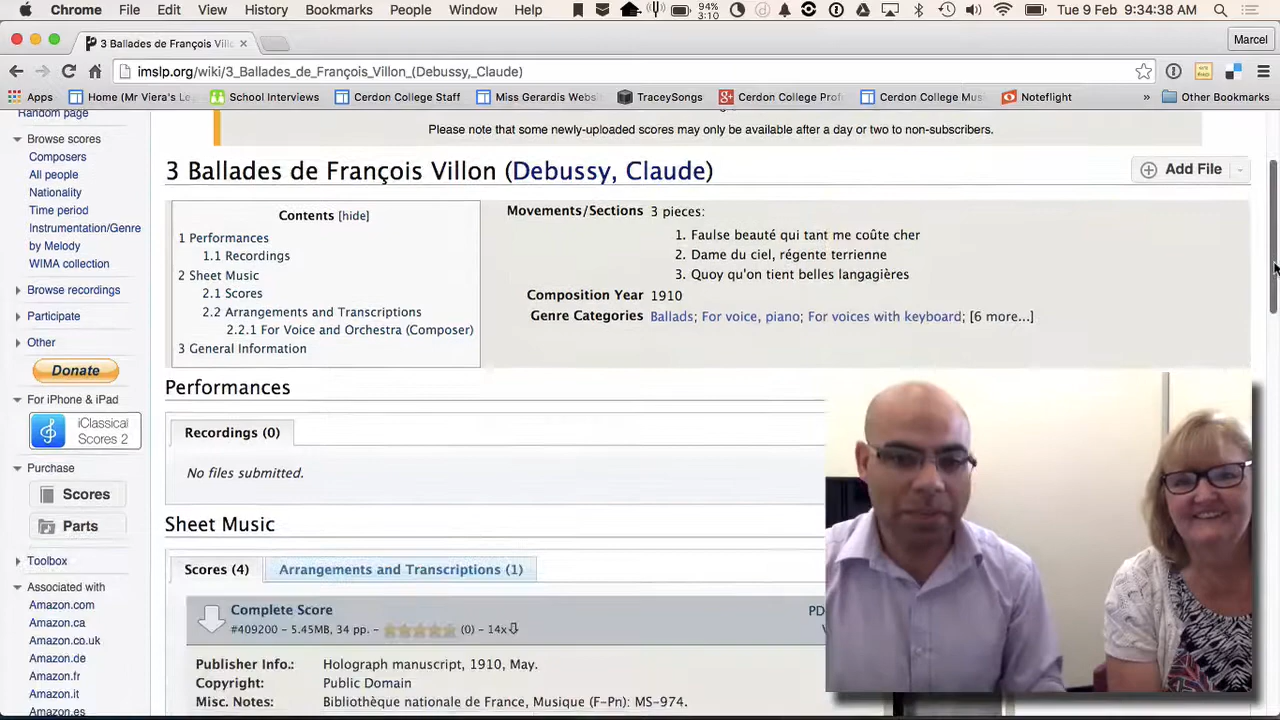 Chrome File Edit View History Bookmarks People Window Help 94% 3:10 Tue 9 Feb 9:34:38 AM
3 Ballades de François Villo Marcel
imslp.org/wiki/3_Ballades_de_François_Villon_(Debussy,_Claude)
Apps Home (Mr Viera's Le School Interviews Cerdon College Staff Miss Gerardis Websi TraceySongs Cerdon College Prof Cerdon College Mus Noteflight » Other Bookmarks
Random page
Please note that some newly-uploaded scores may only be available after a day or two to non-subscribers.
Browse scores
Composers
All people
Nationality
Time period
Instrumentation/Genre
by Melody
WIMA collection
Browse recordings
Participate
Other
Donate
For iPhone & iPad
iClassical
Scores 2
Purchase
Scores
Parts
Toolbox
Associated with
Amazon.com
Amazon.ca
Amazon.co.uk
Amazon.de
Amazon.fr
Amazon.it
Amazon.es
3 Ballades de François Villon (Debussy, Claude)
Add File
Contents [hide]
1 Performances
1.1 Recordings
2 Sheet Music
2.1 Scores
2.2 Arrangements and Transcriptions
2.2.1 For Voice and Orchestra (Composer)
3 General Information
Movements/Sections 3 pieces:
1. Faulse beauté qui tant me coûte cher
2. Dame du ciel, régente terrienne
3. Quoy qu'on tient belles langagières
Composition Year 1910
Genre Categories Ballads; For voice, piano; For voices with keyboard; [6 more...]
Performances
Recordings (0)
No files submitted.
Sheet Music
Scores (4) Arrangements and Transcriptions (1)
Complete Score PD
#409200 - 5.45MB, 34 pp. - (0) - 14x
Publisher Info.: Holograph manuscript, 1910, May.
Copyright: Public Domain
Misc. Notes: Bibliothèque nationale de France, Musique (F-Pn): MS-974.